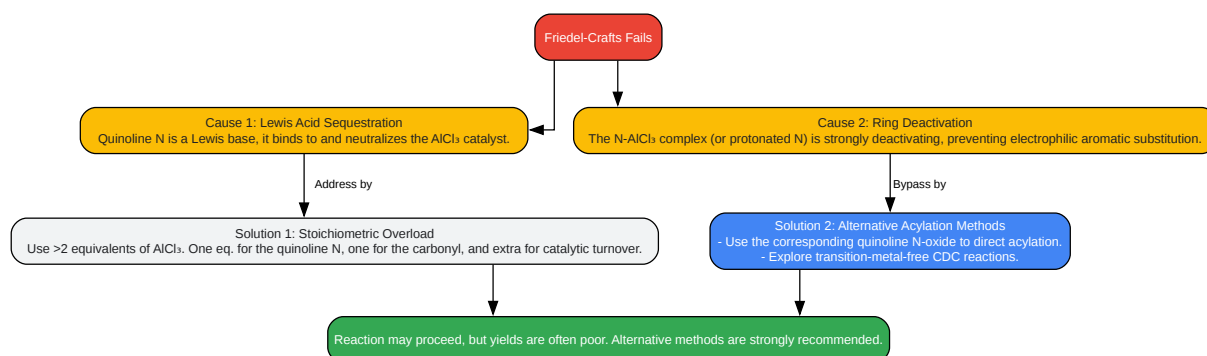 Friedel-Crafts Fails
Cause 1: Lewis Acid Sequestration
Quinoline N is a Lewis base, it binds to and neutralizes the AlCl₃ catalyst.
Cause 2: Ring Deactivation
The N-AlCl₃ complex (or protonated N) is strongly deactivating, preventing electrophilic aromatic substitution.
Address by
Bypass by
Solution 1: Stoichiometric Overload
Use >2 equivalents of AlCl₃. One eq. for the quinoline N, one for the carbonyl, and extra for catalytic turnover.
Solution 2: Alternative Acylation Methods
- Use the corresponding quinoline N-oxide to direct acylation.
- Explore transition-metal-free CDC reactions.
Reaction may proceed, but yields are often poor. Alternative methods are strongly recommended.